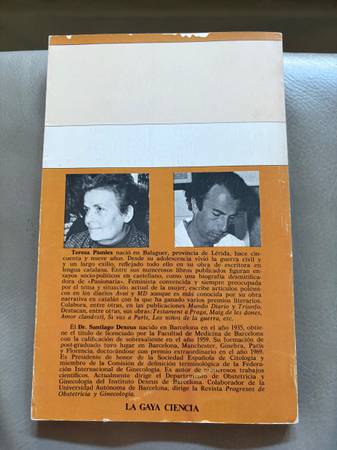 Teresa Pàmies nació en Balaguer, provincia de Lérida, hace cin-
cuenta y nueve años. Desde su adolescencia vivió la guerra civil y
un largo exilio, reflejado todo ello en su obra de escritora en
lengua catalana. Entre sus numerosos libros publicados figuran en-
sayos socio-políticos en castellano, como una biografía desmitifica-
dora de «Pasionaria». Feminista convencida y siempre preocupada
por el tema y situación actual de la mujer, escribe artículos polémi-
cos en los diarios Avui y MD aunque es más conocida por su obra
narrativa en catalán con la que ha ganado varios premios literarios.
Colabora, entre otras, en las publicaciones Mundo Diario y Triunfo.
Destacan, entre otras, sus obras: Testament a Praga, Maig de les dones,
Amor clandestí, Si vas a París, Los niños de la guerra, etc.
El Dr. Santiago Dexeus nació en Barcelona en el año 1935, obtie-
ne el título de licenciado por la Facultad de Medicina de Barcelona
con la calificación de sobresaliente en el año 1959. Su formación de
post-graduado tuvo lugar en Barcelona, Manchester, Ginebra, París
y Florencia, doctorándose con premio extraordinario en el año 1969.
Es Presidente de honor de la Sociedad Española de Citología y
miembro de la Comisión de definición terminológica de la Federa-
ción Internacional de Ginecología. Es autor de numerosos trabajos
científicos. Actualmente dirige el Departamento de Obstetricia y
Ginecología del Instituto Dexeus de Barcelona. Colaborador de la
Universidad Autónoma de Barcelona, dirige la Revista Progresos de
Obstetricia y Ginecología.
LA GAYA CIENCIA